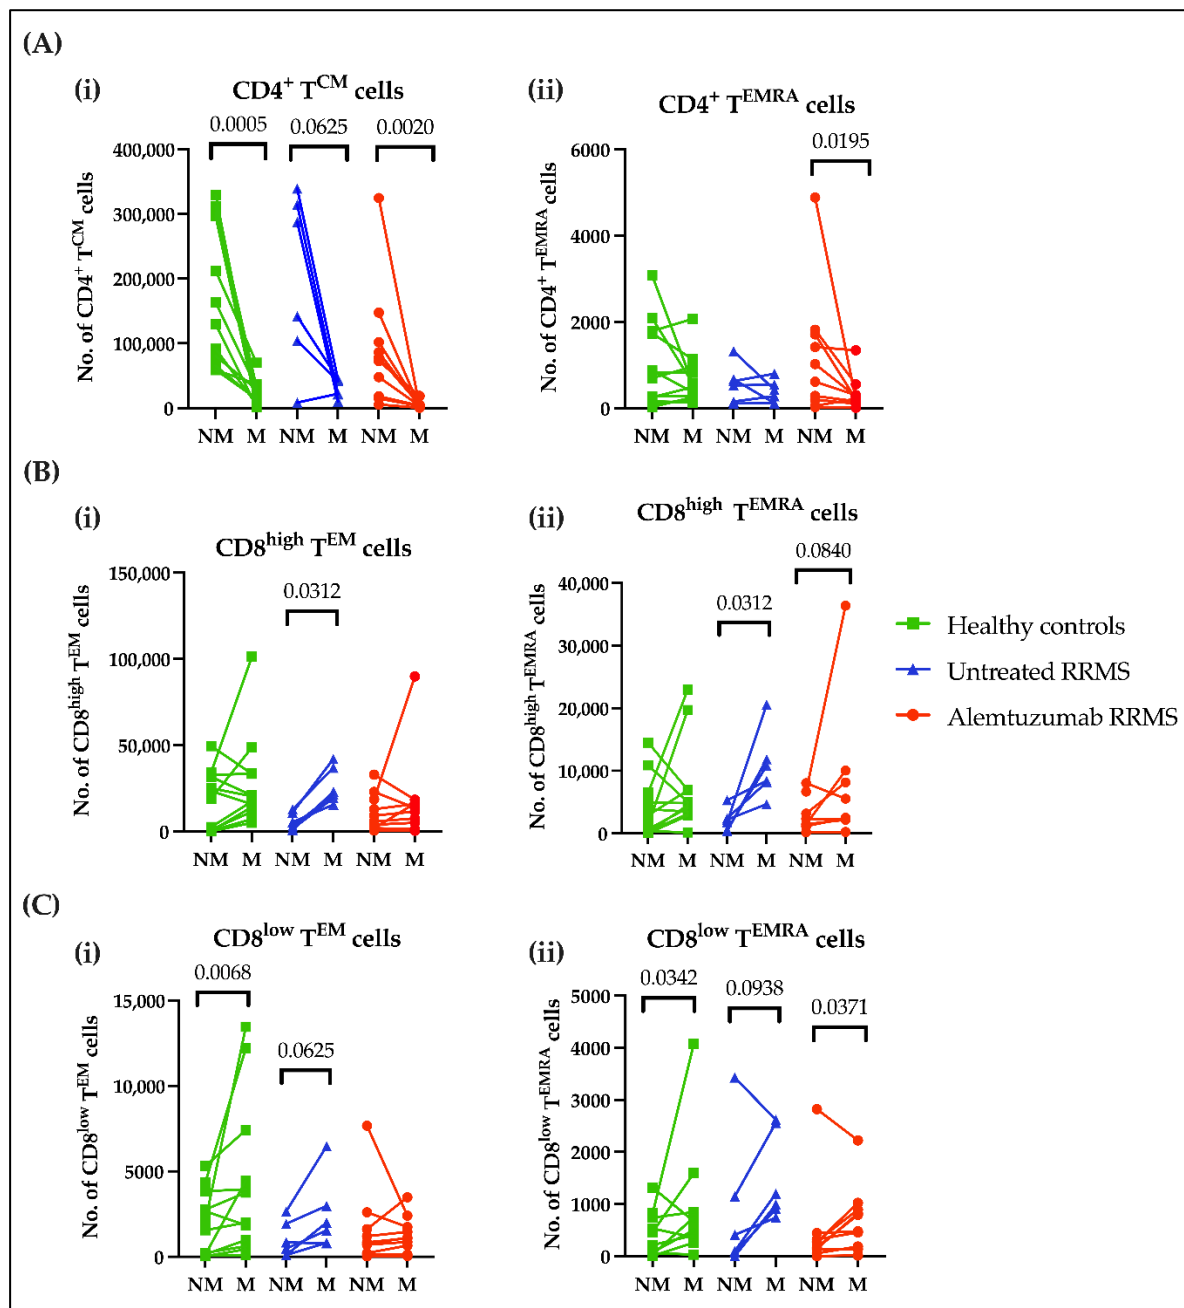 (A)
(i)
CD4+ TCM cells
0.0005
0.0625
0.0020
No. of CD4+ TCM cells
400,000
300,000
200,000
100,000
0
NM M NM M NM M
(ii)
CD4+ TEMRA cells
0.0195
No. of CD4+ TEMRA cells
6000
4000
2000
0
NM M NM M NM M
(B)
(i)
CD8high TEM cells
0.0312
No. of CD8high TEM cells
150,000
100,000
50,000
0
NM M NM M NM M
(ii)
CD8high TEMRA cells
0.0840
0.0312
No. of CD8high TEMRA cells
40,000
30,000
20,000
10,000
0
NM M NM M NM M
Healthy controls
Untreated RRMS
Alemtuzumab RRMS
(C)
(i)
CD8low TEM cells
0.0068
0.0625
No. of CD8low TEM cells
15,000
10,000
5000
0
NM M NM M NM M
(ii)
CD8low TEMRA cells
0.0342
0.0938
0.0371
No. of CD8low TEMRA cells
5000
4000
3000
2000
1000
0
NM M NM M NM M